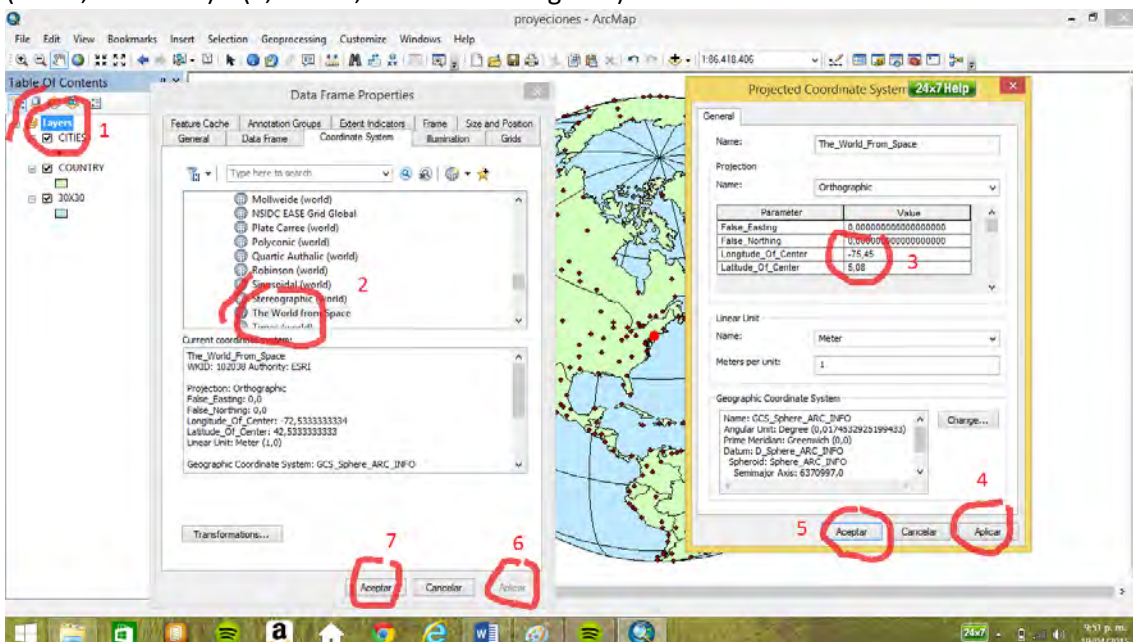 proyeciones - ArcMap
File Edit View Bookmarks Insert Selection Geoprocessing Customize Windows Help
1:86.418.406
Table Of Contents
Layers
1
CITIES
COUNTRY
30X30
Data Frame Properties
Feature Cache Annotation Groups Extent Indicators Frame Size and Position
General Data Frame Coordinate System Illumination Grids
Type here to search
Mollweide (world)
NSIDC EASE Grid Global
Plate Carree (world)
Polyconic (world)
Quartic Authalic (world)
Robinson (world)
Sinusoidal (world)
2
Stereographic (world)
The World from Space
Current coordinate system:
The_World_From_Space
WKID: 102038 Authority: ESRI
Projection: Orthographic
False_Easting: 0,0
False_Northing: 0,0
Longitude_Of_Center: -72,5333333334
Latitude_Of_Center: 42,5333333333
Linear Unit: Meter (1,0)
Geographic Coordinate System: GCS_Sphere_ARC_INFO
Transformations...
7
6
Aceptar Cancelar Aplicar
Projected Coordinate System 24x7 Help
General
Name: The_World_From_Space
Projection
Name: Orthographic
Parameter Value
False_Easting 0,000000000000000000
False_Northing 0,000000000000000000
Longitude_Of_Center -75,45
3
Latitude_Of_Center 5,08
Linear Unit
Name: Meter
Meters per unit: 1
Geographic Coordinate System
Name: GCS_Sphere_ARC_INFO
Angular Unit: Degree (0,0174532925199433)
Prime Meridian: Greenwich (0,0)
Datum: D_Sphere_ARC_INFO
Spheroid: Sphere_ARC_INFO
Semimajor Axis: 6370997,0
Change...
4
5
Aceptar Cancelar Aplicar
24x7
9:51 p. m.